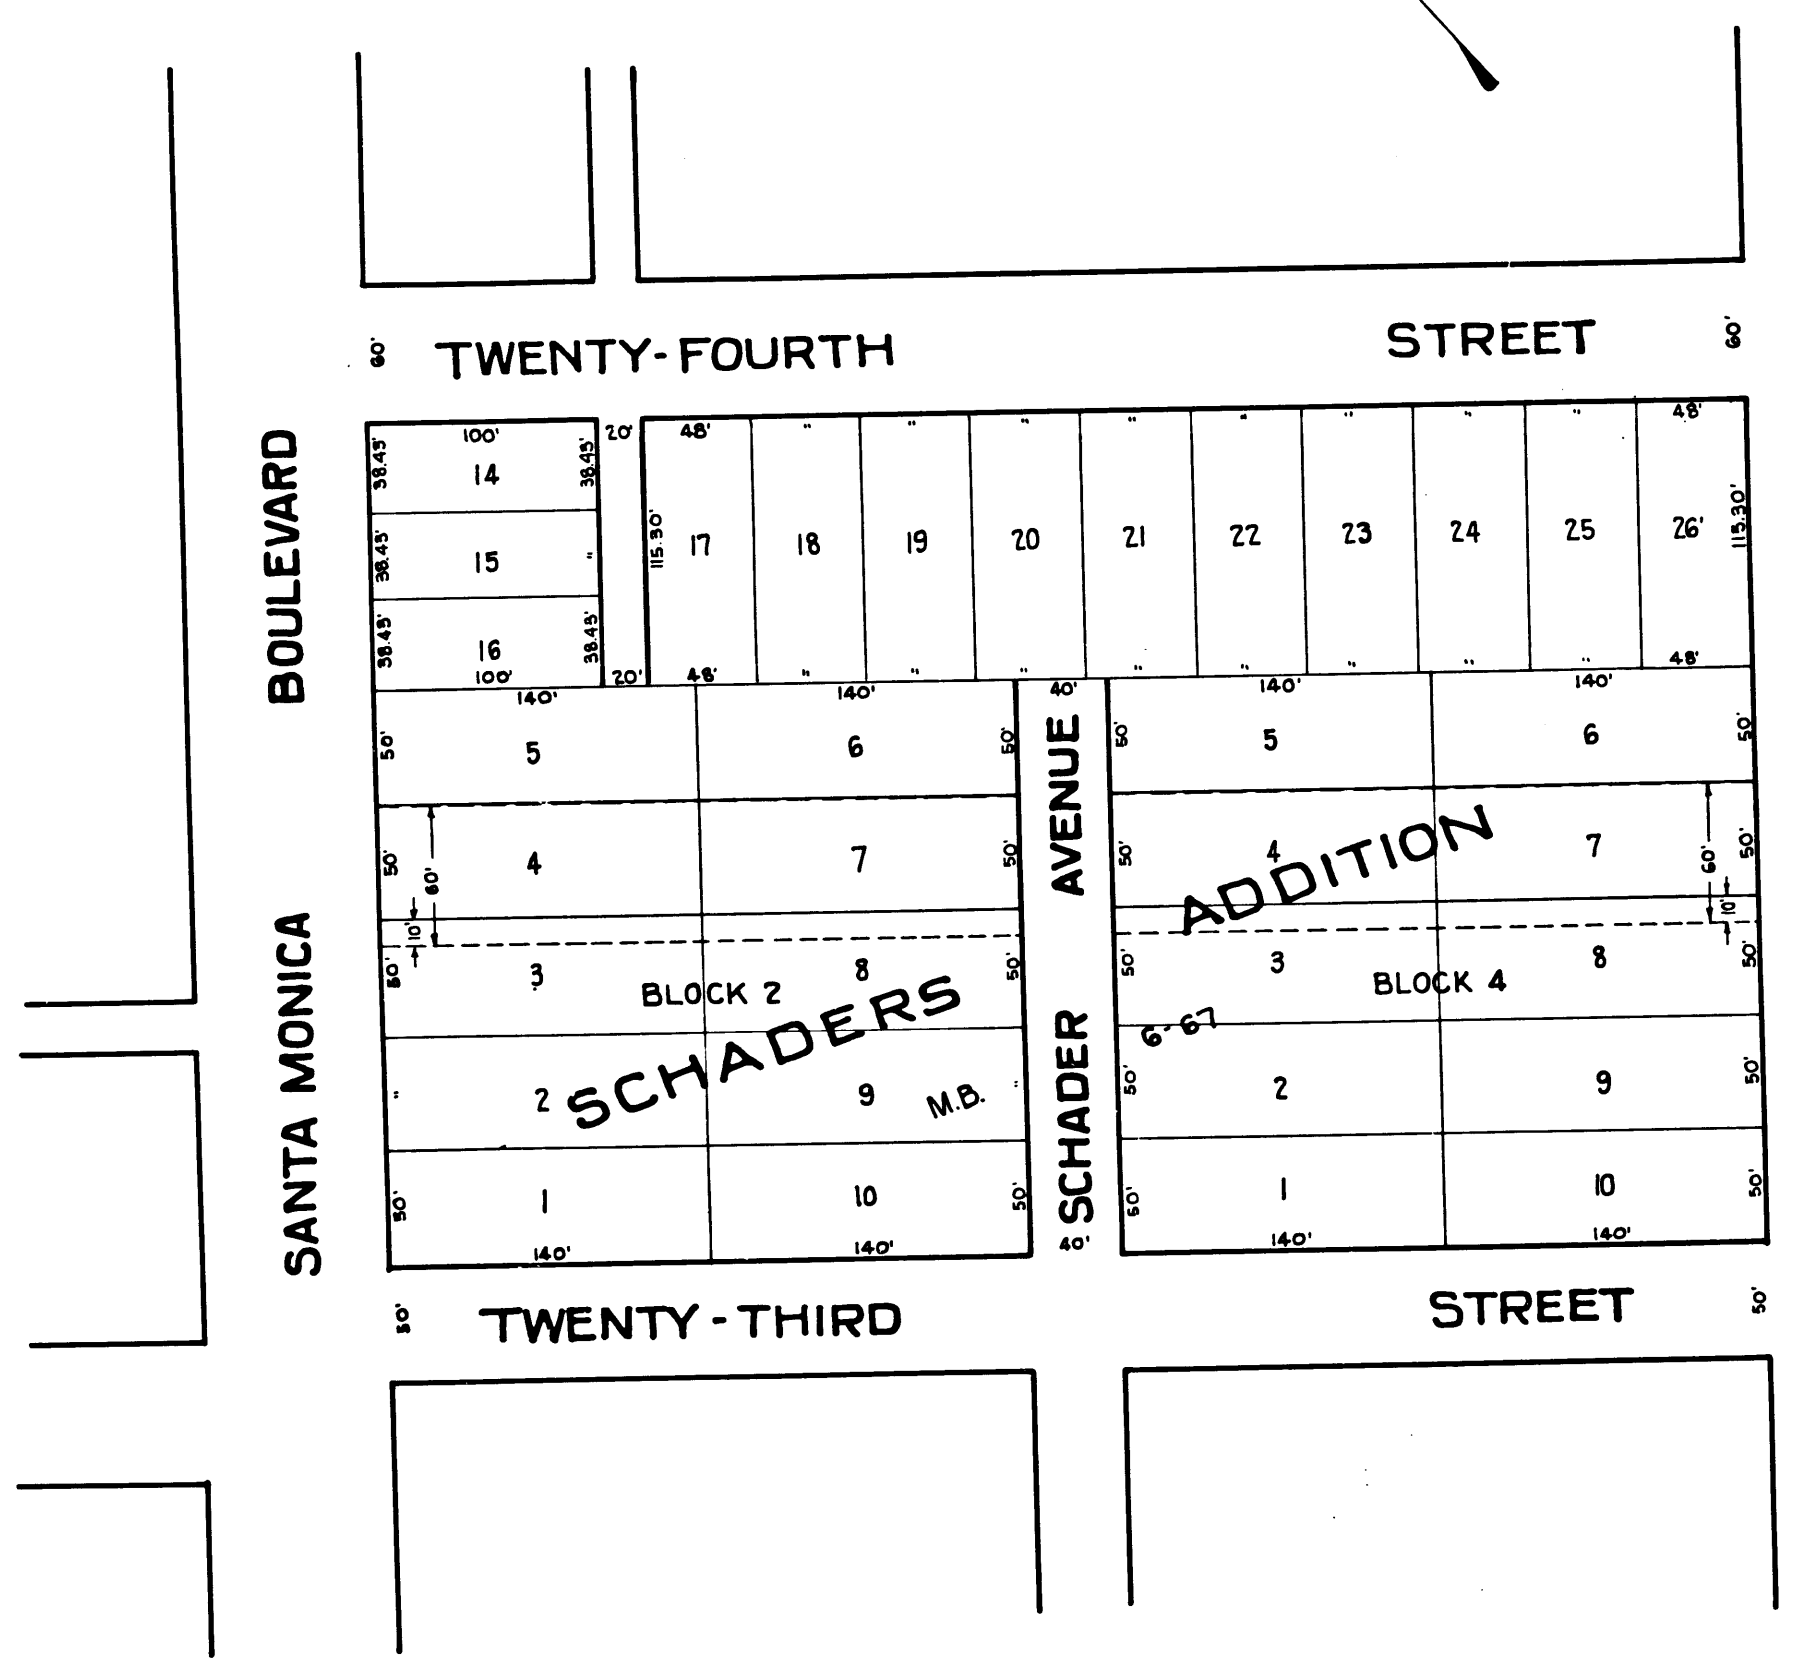 60' TWENTY-FOURTH STREET 60'
BOULEVARD
SANTA MONICA
100' 20' 48' " " " " " " " " 48'
38.43' 14 38.43'
38.43' 15 "
38.43' 16 38.43'
100' 20'
115.30' 17 18 19 20 21 22 23 24 25 26' 115.30'
48' " " " " " " " " 48'
140' 140' 40' 140' 140'
50' 5 6 50' 50' 5 6 50'
AVENUE
50' 60' 4 7 50' 50' 4 7 60' 50'
ADDITION
10' 10'
50' 3 8 50' 50' 3 8 50'
BLOCK 2 BLOCK 4
SCHADERS
6-67
" 2 9 M.B. " 50' 2 9 50'
SCHADER
50' 1 10 50' 50' 1 10 50'
140' 140' 40' 140' 140'
50' TWENTY-THIRD STREET 50'